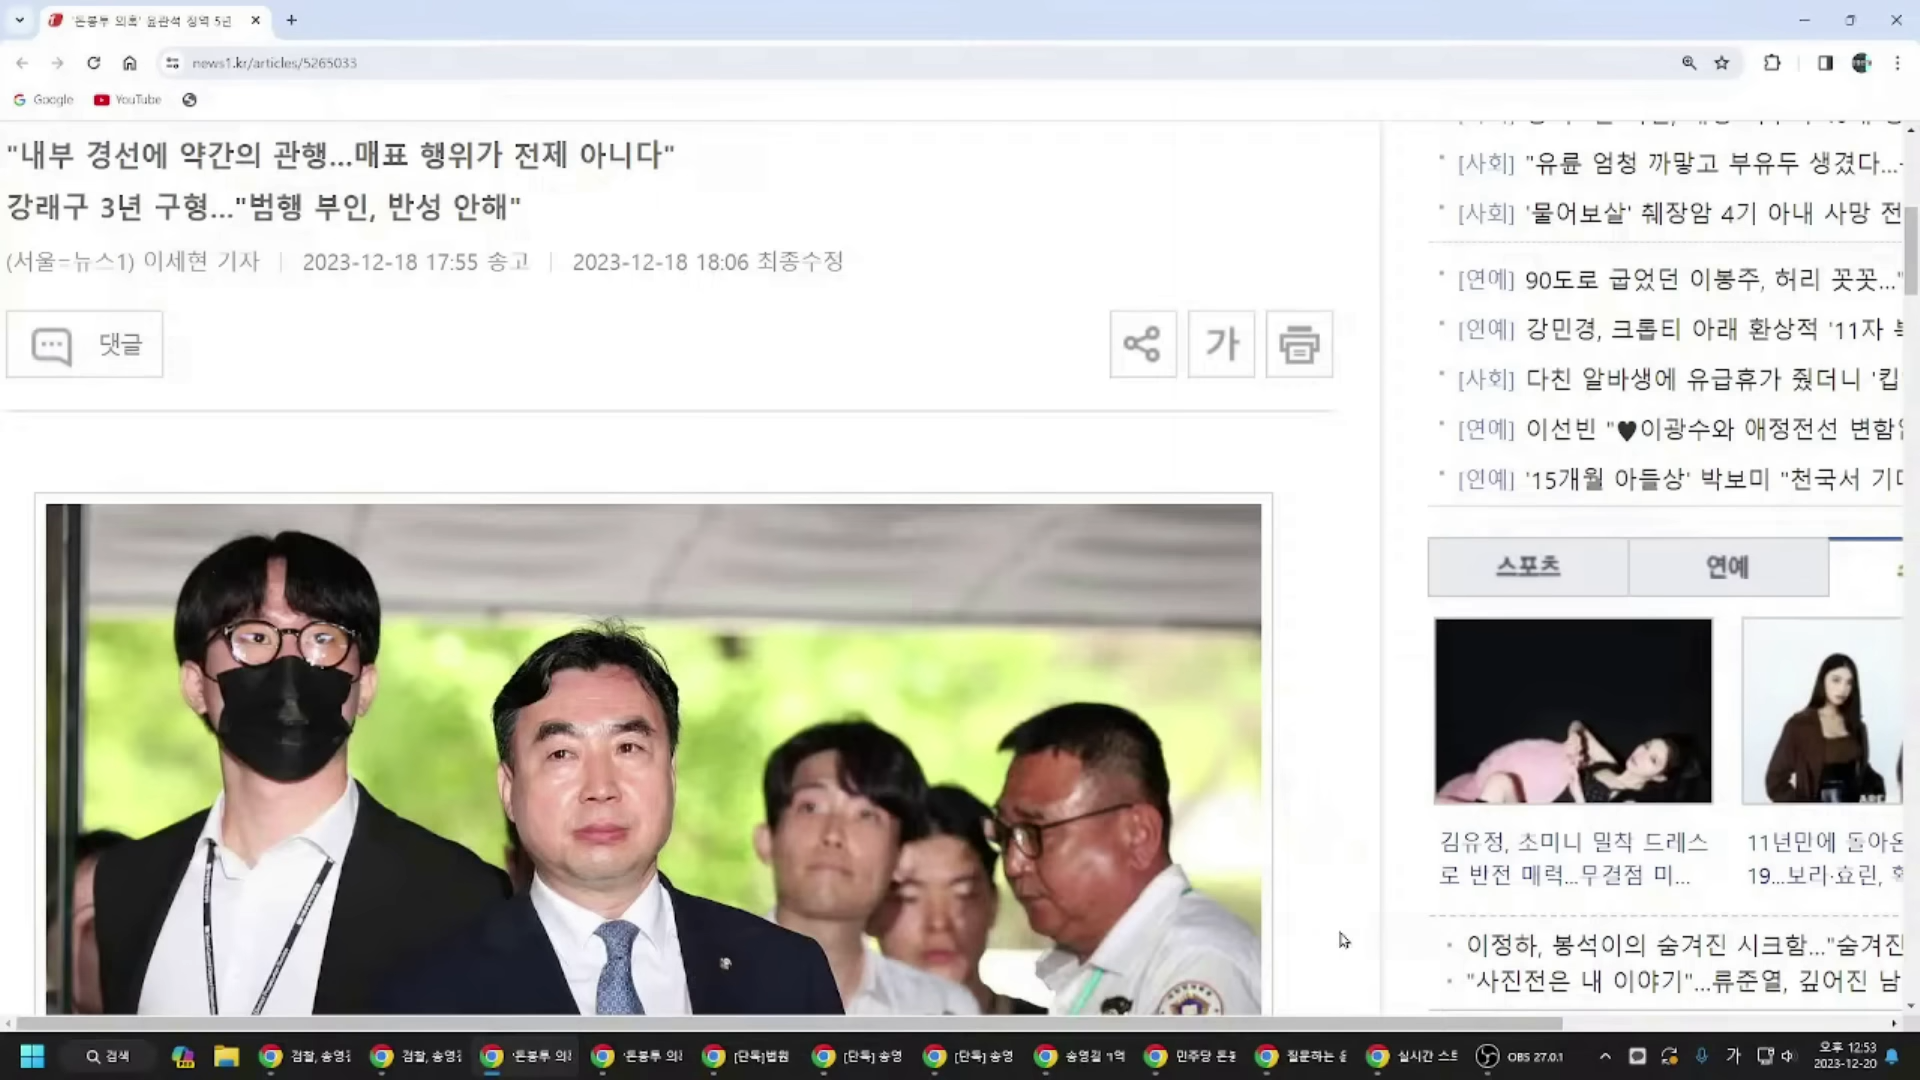 '돈봉투 의혹' 윤관석 징역 5년
news1.kr/articles/5265033
Google
YouTube
"내부 경선에 약간의 관행...매표 행위가 전제 아니다"
강래구 3년 구형..."범행 부인, 반성 안해"
(서울=뉴스1) 이세현 기자 | 2023-12-18 17:55 송고 | 2023-12-18 18:06 최종수정
댓글
가
[사회] "유륜 엄청 까맣고 부유두 생겼다...
[사회] '물어보살' 췌장암 4기 아내 사망 전
[연예] 90도로 굽었던 이봉주, 허리 꼿꼿..."
[연예] 강민경, 크롭티 아래 환상적 '11자
[사회] 다친 알바생에 유급휴가 줬더니 '킵
[연예] 이선빈 "♥이광수와 애정전선 변함
[연예] '15개월 아들상' 박보미 "천국서
스포츠
연예
김유정, 초미니 밀착 드레스
로 반전 매력...무결점 미...
11년만에 돌아온
19...보라·효린,
이정하, 봉석이의 숨겨진 시크함..."숨겨진
"사진전은 내 이야기"...류준열, 깊어진 남
검색
검찰, 송영길
검찰, 송영길
'돈봉투 의혹
'돈봉투 의혹
[단독]법원
[단독] 송영
[단독] 송영
송영길 '1억
민주당 돈봉
질문하는 윤
실시간 스트
OBS 27.0.1
가
오후 12:53
2023-12-20